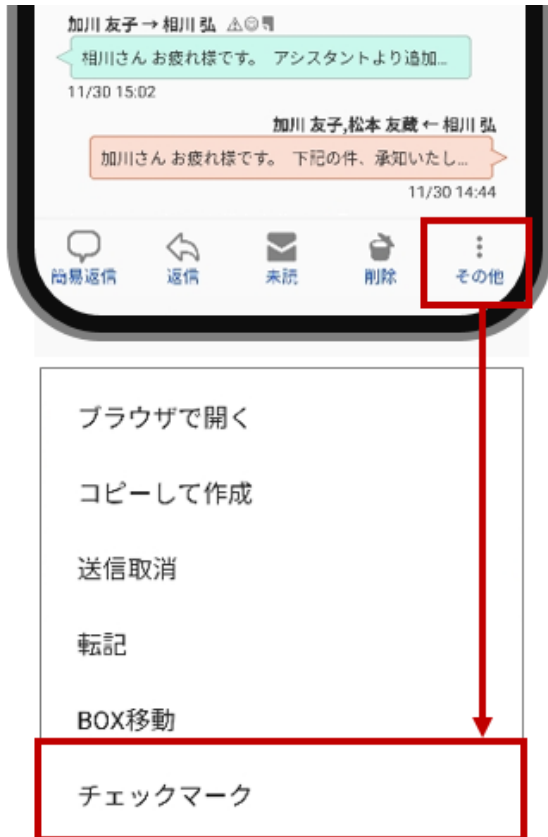 加川 友子 → 相川 弘
相川さん お疲れ様です。 アシスタントより追加...
11/30 15:02
加川 友子,松本 友蔵 ← 相川 弘
加川さん お疲れ様です。 下記の件、承知いたし...
11/30 14:44
簡易返信 返信 未読 削除 その他
ブラウザで開く
コピーして作成
送信取消
転記
BOX移動
チェックマーク